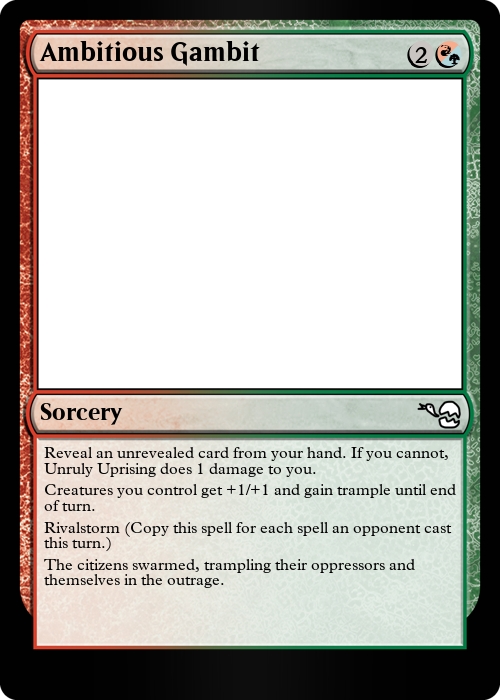 Ambitious Gambit 2
Sorcery
Reveal an unrevealed card from your hand. If you cannot,
Unruly Uprising does 1 damage to you.
Creatures you control get +1/+1 and gain trample until end
of turn.
Rivalstorm (Copy this spell for each spell an opponent cast
this turn.)
The citizens swarmed, trampling their oppressors and
themselves in the outrage.